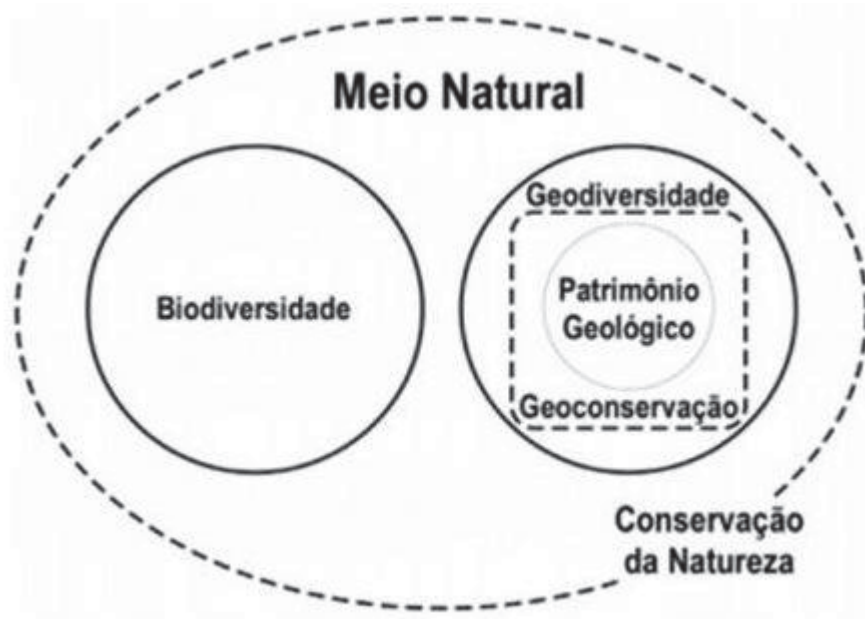 Meio Natural
Biodiversidade
Geodiversidade
Patrimônio
Geológico
Geoconservação
Conservação
da Natureza